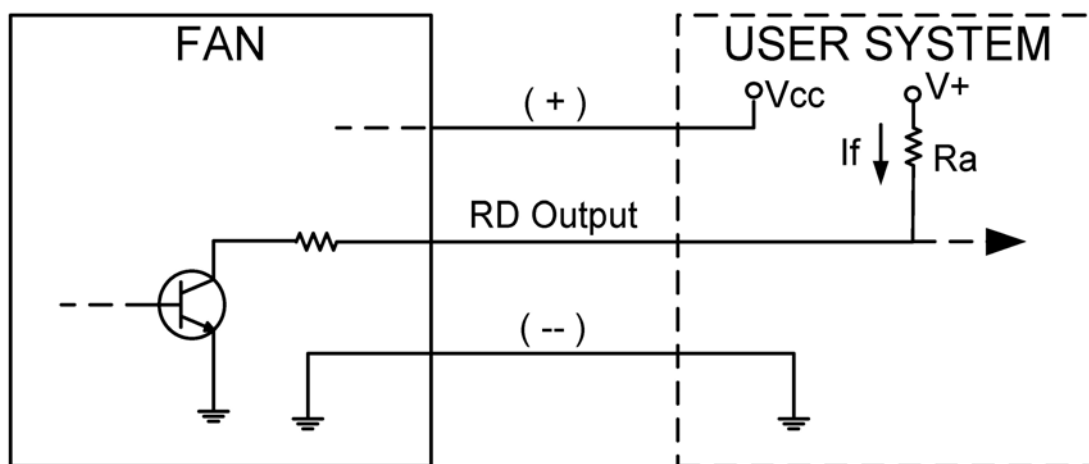 FAN
USER SYSTEM
( + )
Vcc
V+
If
Ra
RD Output
( -- )